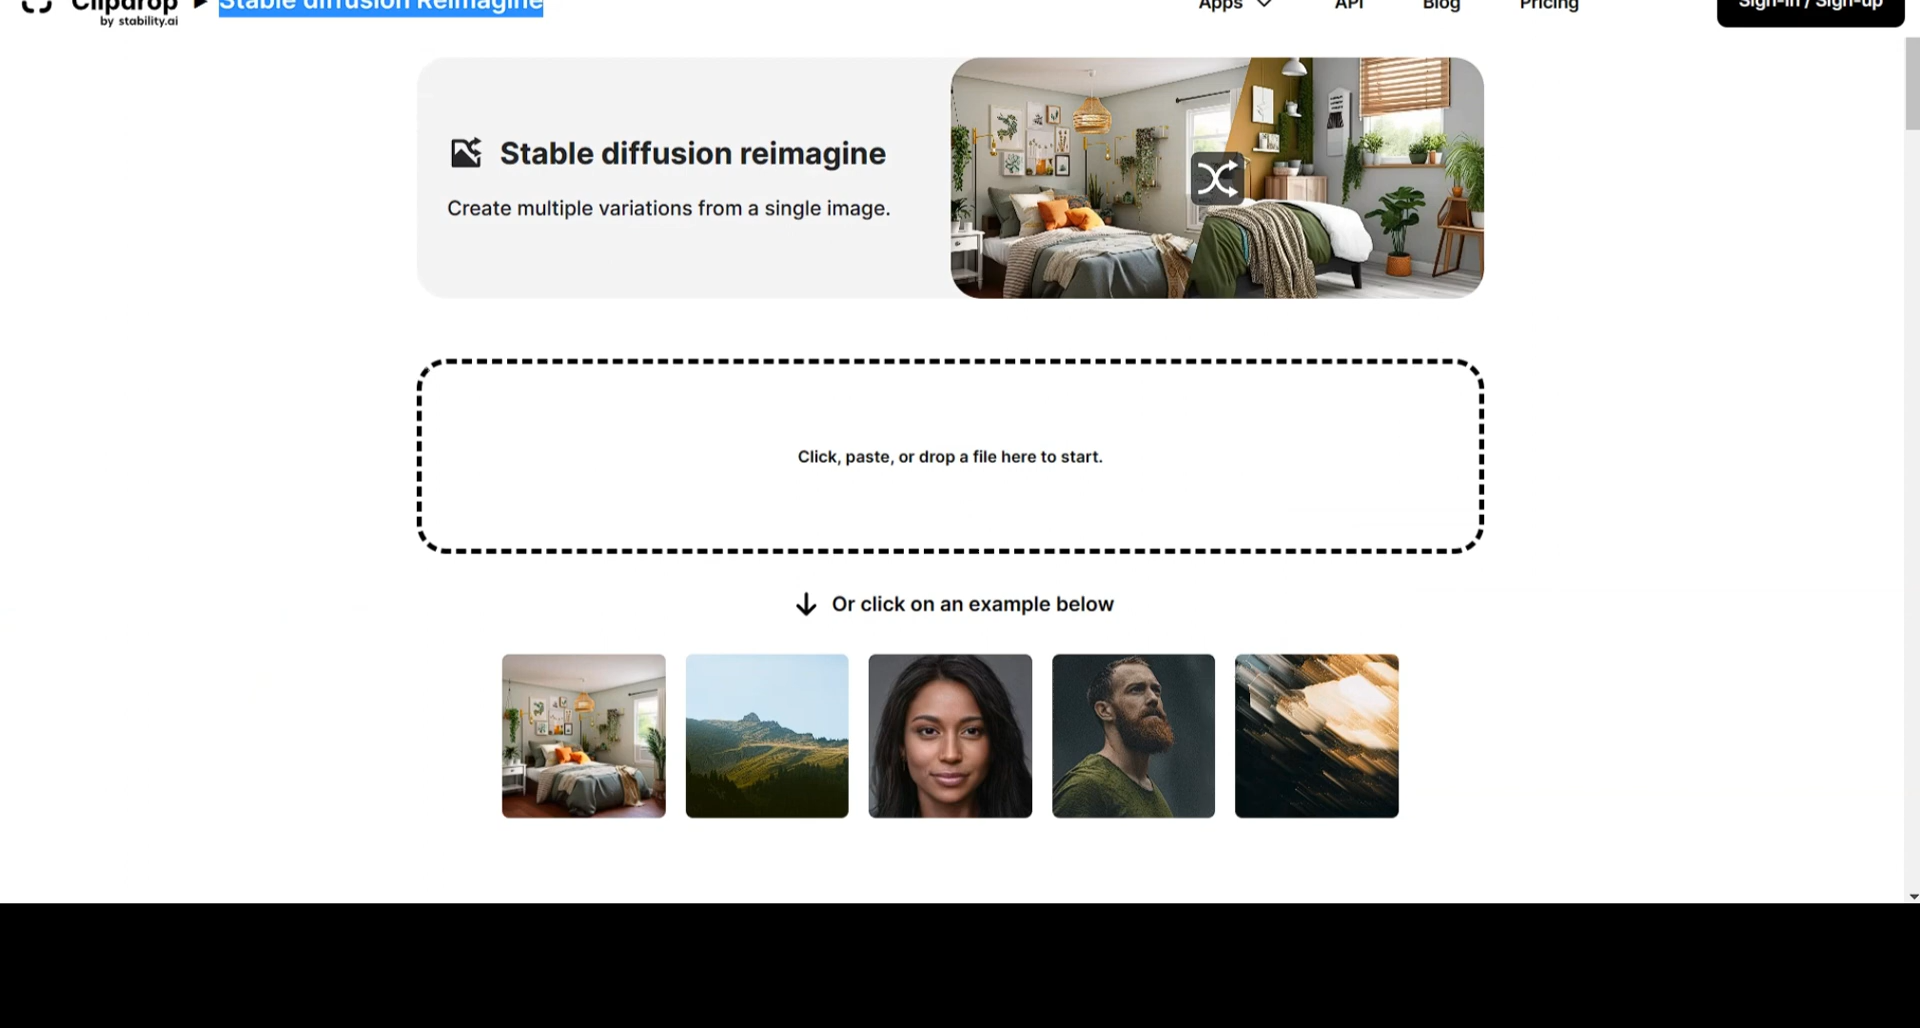 Clipdrop
by stability.ai
Stable diffusion Reimagine
Apps
API
Blog
Pricing
Sign-in / Sign-up
Stable diffusion reimagine
Create multiple variations from a single image.
Click, paste, or drop a file here to start.
Or click on an example below